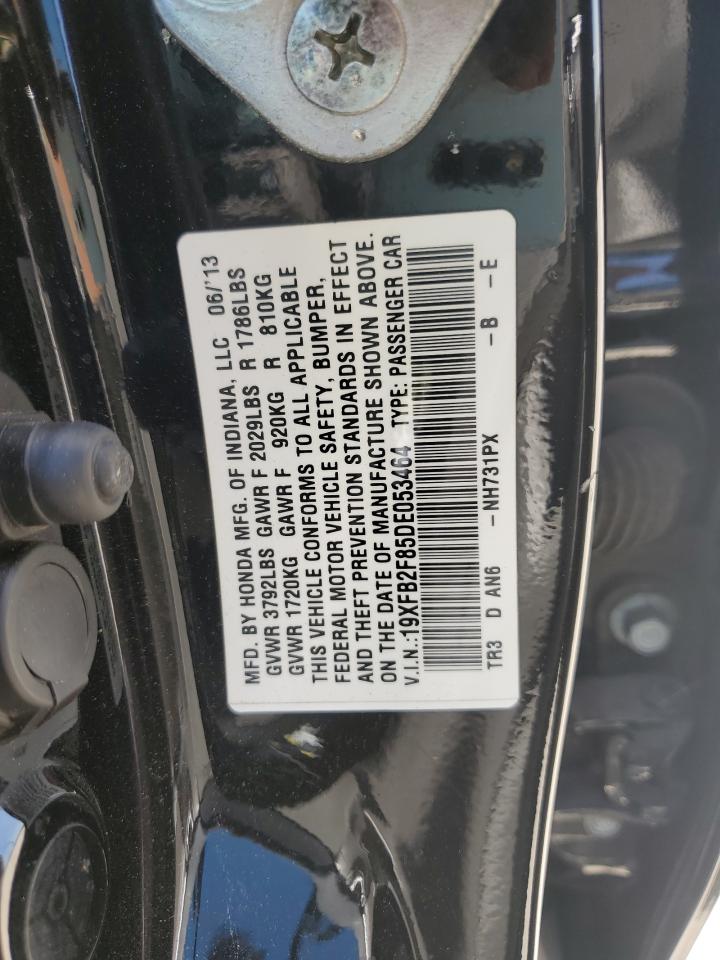 MFD. BY HONDA MFG. OF INDIANA, LLC 06/'13
GVWR 3792LBS GAWR F 2029LBS R 1786LBS
GVWR 1720KG GAWR F 920KG R 810KG
THIS VEHICLE CONFORMS TO ALL APPLICABLE
FEDERAL MOTOR VEHICLE SAFETY, BUMPER,
AND THEFT PREVENTION STANDARDS IN EFFECT
ON THE DATE OF MANUFACTURE SHOWN ABOVE.
V.I.N.:19XFB2F85DE053464 TYPE: PASSENGER CAR
TR3 D AN6 -NH731PX -B -E